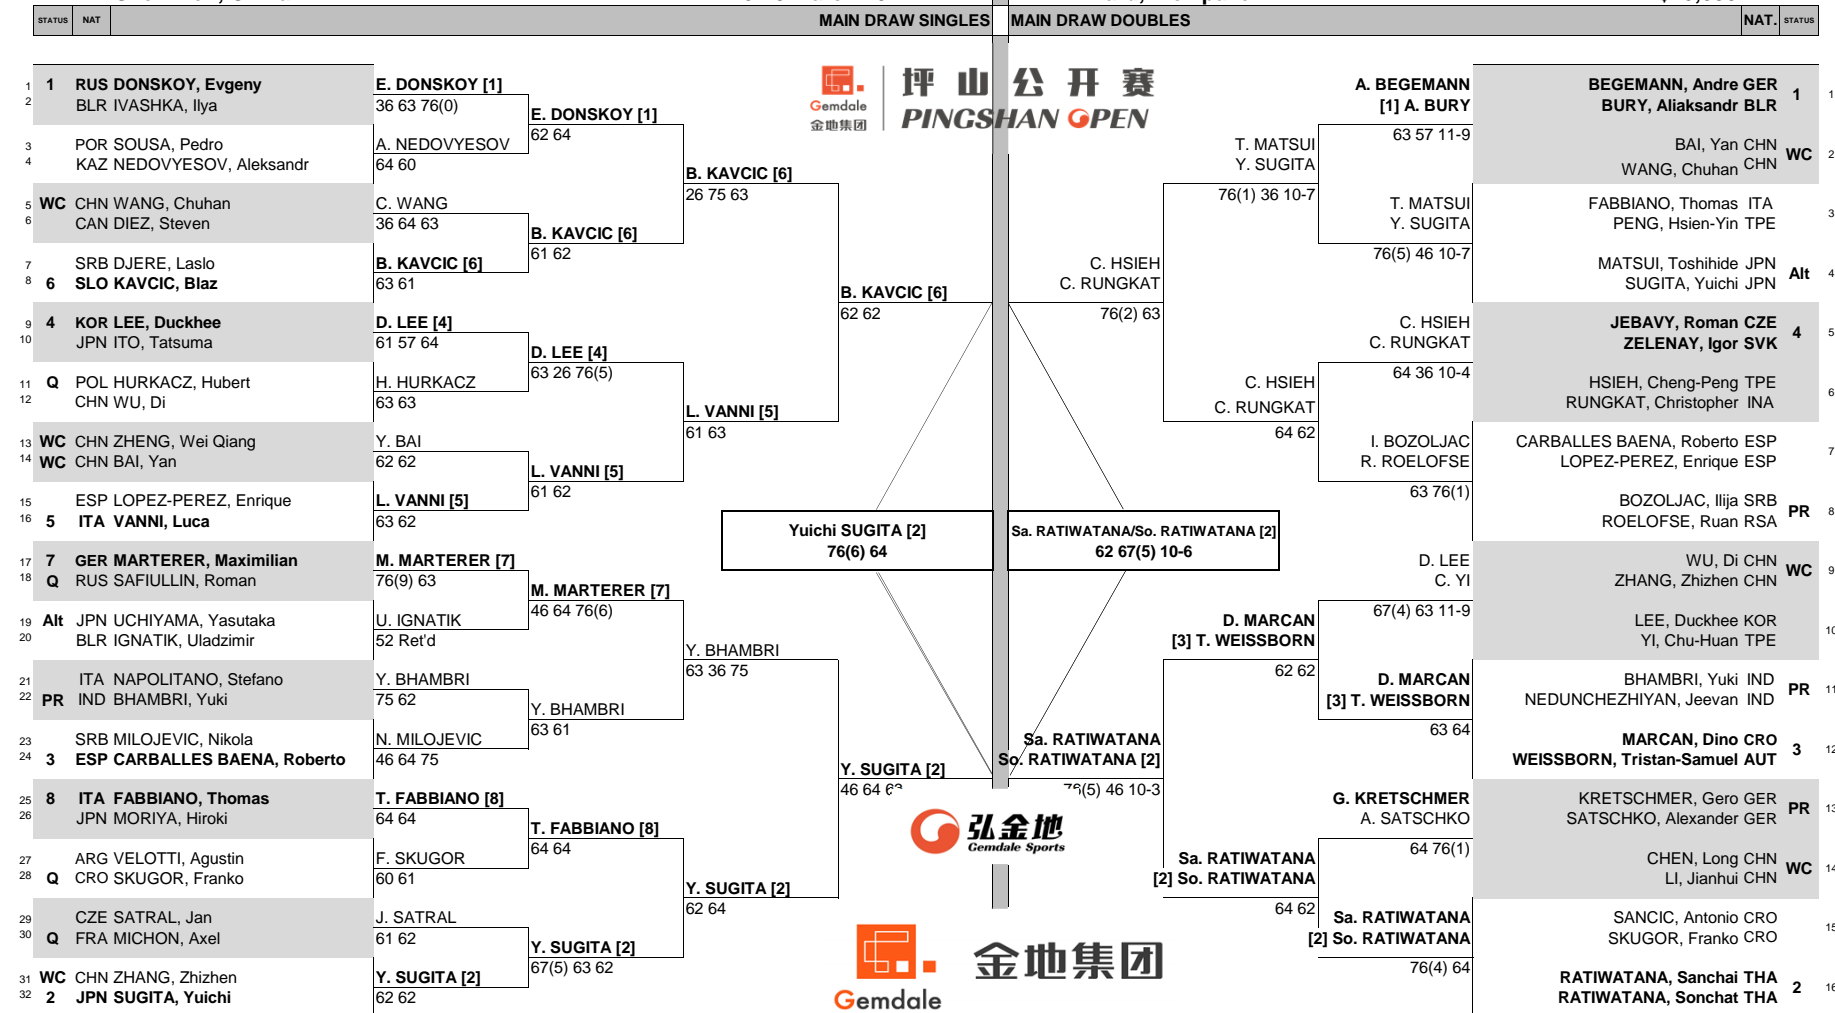 STATUS NAT MAIN DRAW SINGLES MAIN DRAW DOUBLES NAT. STATUS
Gemdale
金地集团
坪山公开赛
PINGSHAN OPEN
1 1 RUS DONSKOY, Evgeny
2 BLR IVASHKA, Ilya
3 POR SOUSA, Pedro
4 KAZ NEDOVYESOV, Aleksandr
5 WC CHN WANG, Chuhan
6 CAN DIEZ, Steven
7 SRB DJERE, Laslo
8 6 SLO KAVCIC, Blaz
9 4 KOR LEE, Duckhee
10 JPN ITO, Tatsuma
11 Q POL HURKACZ, Hubert
12 CHN WU, Di
13 WC CHN ZHENG, Wei Qiang
14 WC CHN BAI, Yan
15 ESP LOPEZ-PEREZ, Enrique
16 5 ITA VANNI, Luca
17 7 GER MARTERER, Maximilian
18 Q RUS SAFIULLIN, Roman
19 Alt JPN UCHIYAMA, Yasutaka
20 BLR IGNATIK, Uladzimir
21 ITA NAPOLITANO, Stefano
22 PR IND BHAMBRI, Yuki
23 SRB MILOJEVIC, Nikola
24 3 ESP CARBALLES BAENA, Roberto
25 8 ITA FABBIANO, Thomas
26 JPN MORIYA, Hiroki
27 ARG VELOTTI, Agustin
28 Q CRO SKUGOR, Franko
29 CZE SATRAL, Jan
30 Q FRA MICHON, Axel
31 WC CHN ZHANG, Zhizhen
32 2 JPN SUGITA, Yuichi
E. DONSKOY [1]
36 63 76(0)
A. NEDOVYESOV
64 60
C. WANG
36 64 63
B. KAVCIC [6]
63 61
D. LEE [4]
61 57 64
H. HURKACZ
63 63
Y. BAI
62 62
L. VANNI [5]
63 62
M. MARTERER [7]
76(9) 63
U. IGNATIK
52 Ret'd
Y. BHAMBRI
75 62
N. MILOJEVIC
46 64 75
T. FABBIANO [8]
64 64
F. SKUGOR
60 61
J. SATRAL
61 62
Y. SUGITA [2]
62 62
E. DONSKOY [1]
62 64
B. KAVCIC [6]
61 62
D. LEE [4]
63 26 76(5)
L. VANNI [5]
61 62
M. MARTERER [7]
46 64 76(6)
Y. BHAMBRI
63 61
T. FABBIANO [8]
64 64
Y. SUGITA [2]
67(5) 63 62
B. KAVCIC [6]
26 75 63
L. VANNI [5]
61 63
Y. BHAMBRI
63 36 75
Y. SUGITA [2]
62 64
B. KAVCIC [6]
62 62
Y. SUGITA [2]
46 64
Yuichi SUGITA [2]
76(6) 64
Sa. RATIWATANA/So. RATIWATANA [2]
62 67(5) 10-6
C. HSIEH
C. RUNGKAT
76(2) 63
Sa. RATIWATANA
So. RATIWATANA [2]
76(5) 46 10-3
T. MATSUI
Y. SUGITA
76(1) 36 10-7
C. HSIEH
C. RUNGKAT
64 62
D. MARCAN
[3] T. WEISSBORN
62 62
Sa. RATIWATANA
[2] So. RATIWATANA
64 62
A. BEGEMANN
[1] A. BURY
63 57 11-9
T. MATSUI
Y. SUGITA
76(5) 46 10-7
C. HSIEH
C. RUNGKAT
64 36 10-4
I. BOZOLJAC
R. ROELOFSE
63 76(1)
D. LEE
C. YI
67(4) 63 11-9
D. MARCAN
[3] T. WEISSBORN
63 64
G. KRETSCHMER
A. SATSCHKO
64 76(1)
Sa. RATIWATANA
[2] So. RATIWATANA
76(4) 64
BEGEMANN, Andre GER
BURY, Aliaksandr BLR 1 1
BAI, Yan CHN
WANG, Chuhan CHN WC 2
FABBIANO, Thomas ITA
PENG, Hsien-Yin TPE 3
MATSUI, Toshihide JPN
SUGITA, Yuichi JPN Alt 4
JEBAVY, Roman CZE
ZELENAY, Igor SVK 4 5
HSIEH, Cheng-Peng TPE
RUNGKAT, Christopher INA 6
CARBALLES BAENA, Roberto ESP
LOPEZ-PEREZ, Enrique ESP 7
BOZOLJAC, Ilija SRB
ROELOFSE, Ruan RSA PR 8
WU, Di CHN
ZHANG, Zhizhen CHN WC 9
LEE, Duckhee KOR
YI, Chu-Huan TPE 10
BHAMBRI, Yuki IND
NEDUNCHEZHIYAN, Jeevan IND PR 11
MARCAN, Dino CRO
WEISSBORN, Tristan-Samuel AUT 3 12
KRETSCHMER, Gero GER
SATSCHKO, Alexander GER PR 13
CHEN, Long CHN
LI, Jianhui CHN WC 14
SANCIC, Antonio CRO
SKUGOR, Franko CRO 15
RATIWATANA, Sanchai THA
RATIWATANA, Sonchat THA 2 16
弘金地
Gemdale Sports
Gemdale
金地集团